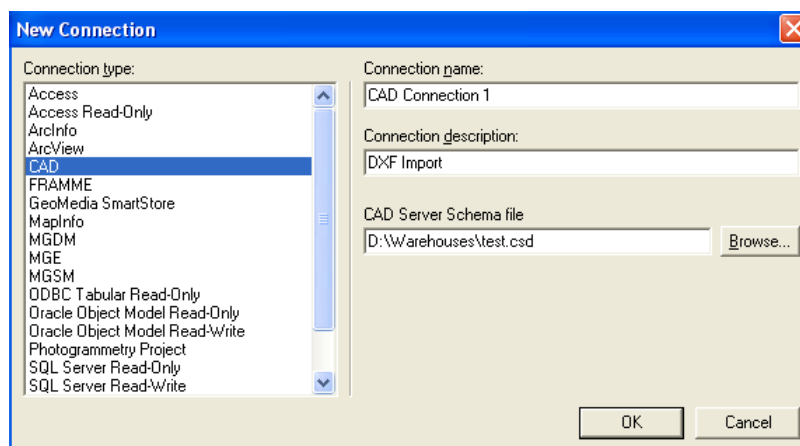 New Connection
Connection type:
Access
Access Read-Only
ArcInfo
ArcView
CAD
FRAMME
GeoMedia SmartStore
MapInfo
MGDM
MGE
MGSM
ODBC Tabular Read-Only
Oracle Object Model Read-Only
Oracle Object Model Read-Write
Photogrammetry Project
SQL Server Read-Only
SQL Server Read-Write
Connection name:
CAD Connection 1
Connection description:
DXF Import
CAD Server Schema file
D:\Warehouses\test.csd
Browse...
OK
Cancel